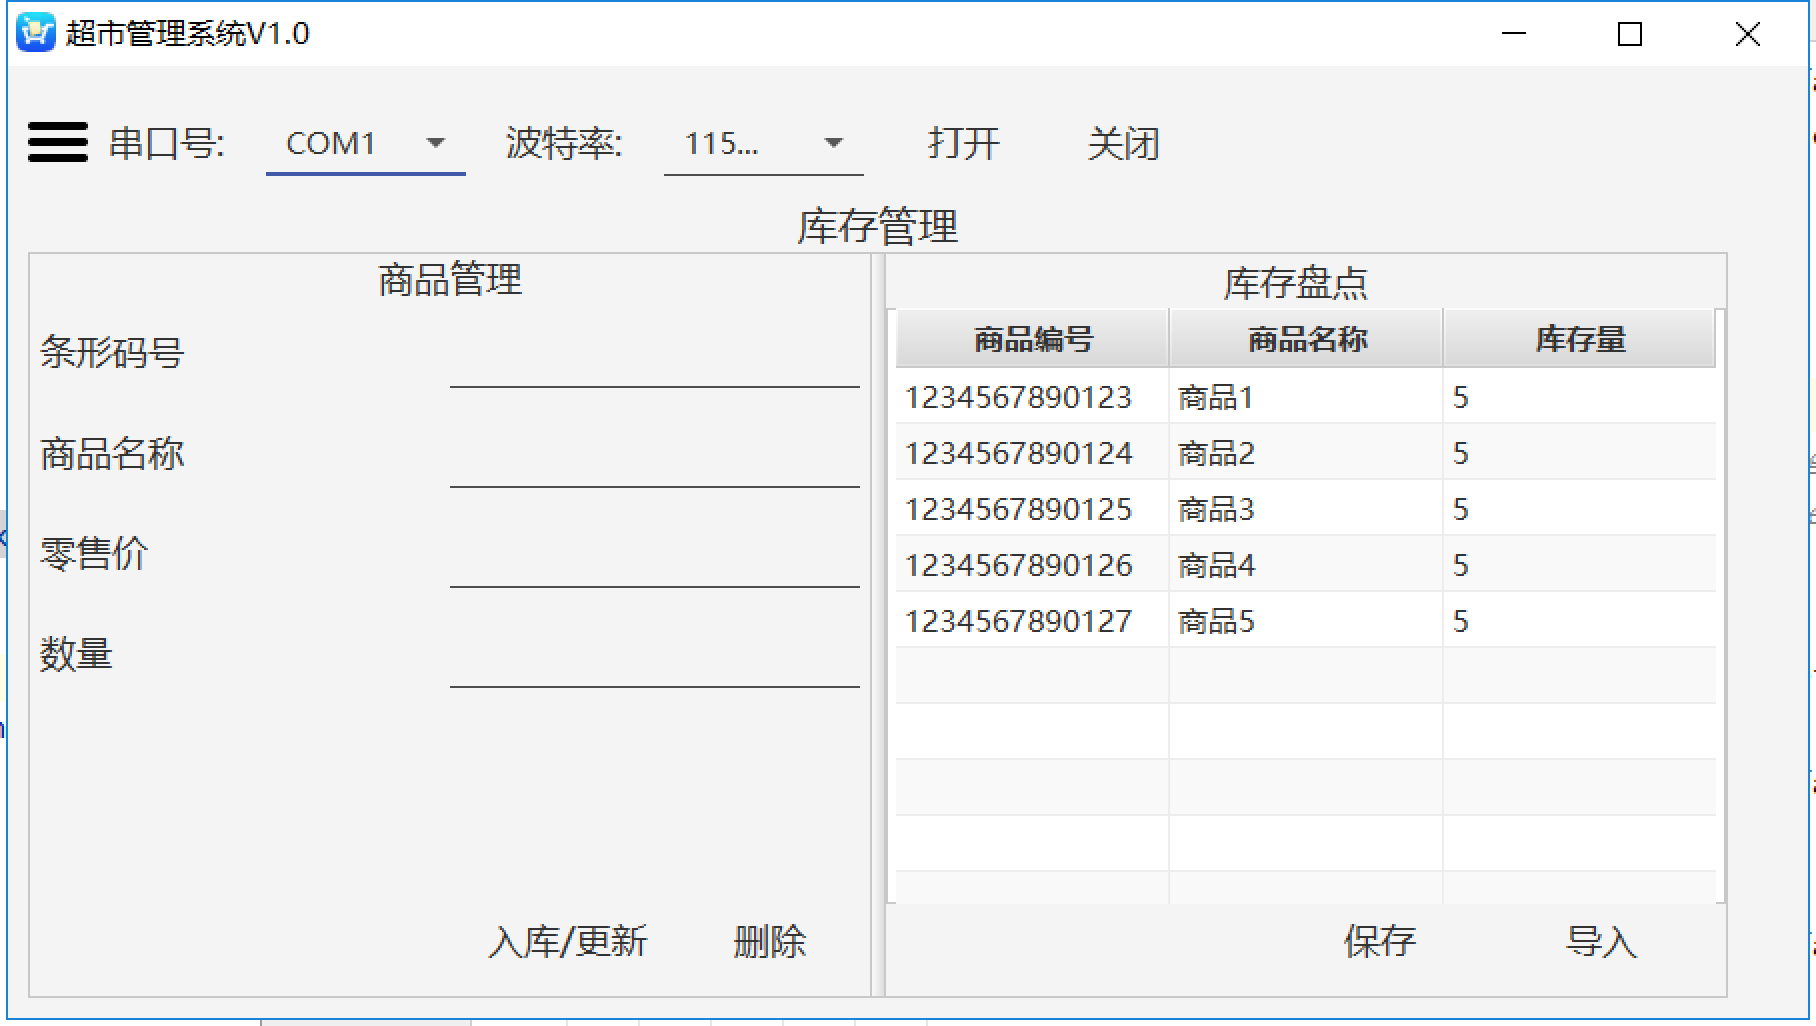 超市管理系统V1.0
串口号: COM1 波特率: 115... 打开 关闭
库存管理
商品管理
条形码号
商品名称
零售价
数量
入库/更新 删除
库存盘点
商品编号 商品名称 库存量
1234567890123 商品1 5
1234567890124 商品2 5
1234567890125 商品3 5
1234567890126 商品4 5
1234567890127 商品5 5
保存 导入